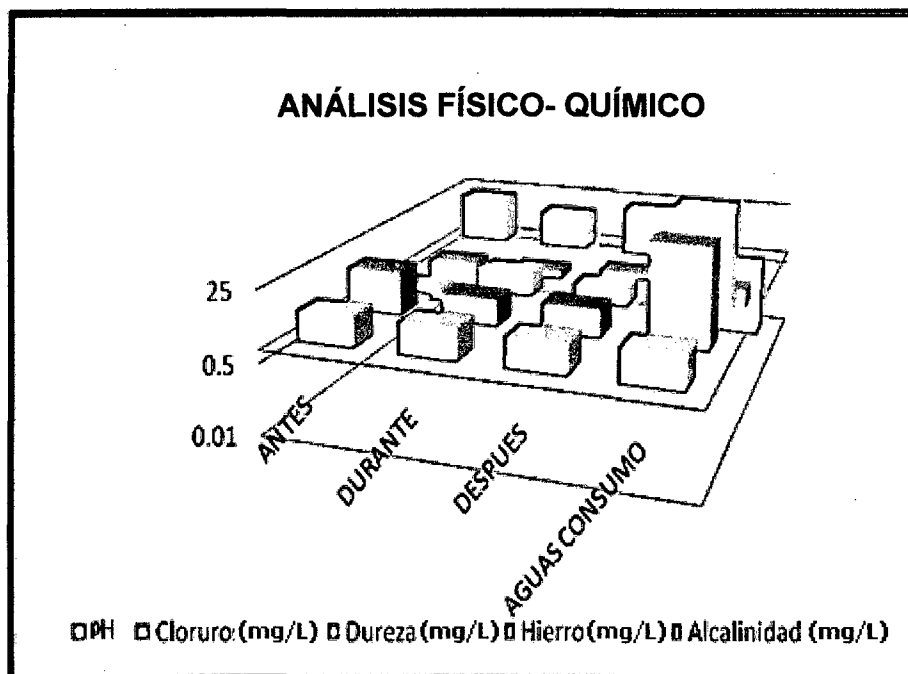 ANÁLISIS FÍSICO- QUÍMICO
25
0.5
0.01
ANTES
DURANTE
DESPUES
AGUAS CONSUMO
PH Cloruro:(mg/L) Dureza(mg/L) Hierro(mg/L) Alcalinidad (mg/L)